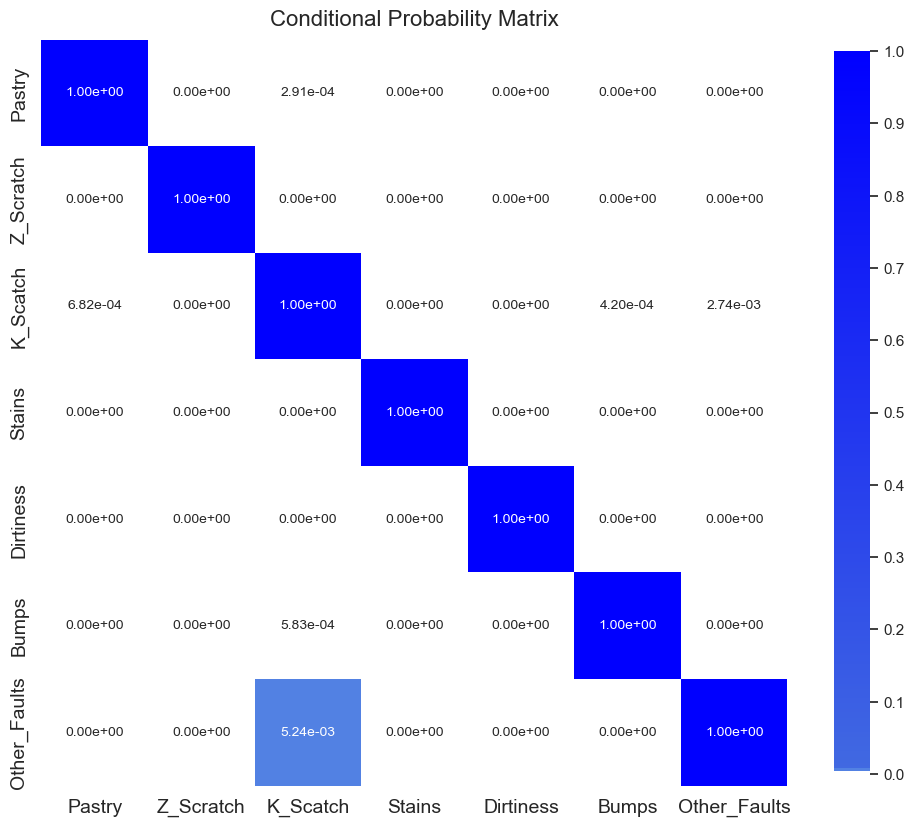 Conditional Probability Matrix
Pastry 1.00e+00 0.00e+00 2.91e-04 0.00e+00 0.00e+00 0.00e+00 0.00e+00
Z_Scratch 0.00e+00 1.00e+00 0.00e+00 0.00e+00 0.00e+00 0.00e+00 0.00e+00
K_Scatch 6.82e-04 0.00e+00 1.00e+00 0.00e+00 0.00e+00 4.20e-04 2.74e-03
Stains 0.00e+00 0.00e+00 0.00e+00 1.00e+00 0.00e+00 0.00e+00 0.00e+00
Dirtiness 0.00e+00 0.00e+00 0.00e+00 0.00e+00 1.00e+00 0.00e+00 0.00e+00
Bumps 0.00e+00 0.00e+00 5.83e-04 0.00e+00 0.00e+00 1.00e+00 0.00e+00
Other_Faults 0.00e+00 0.00e+00 5.24e-03 0.00e+00 0.00e+00 0.00e+00 1.00e+00
Pastry Z_Scratch K_Scatch Stains Dirtiness Bumps Other_Faults
1.0
0.9
0.8
0.7
0.6
0.5
0.4
0.3
0.2
0.1
0.0